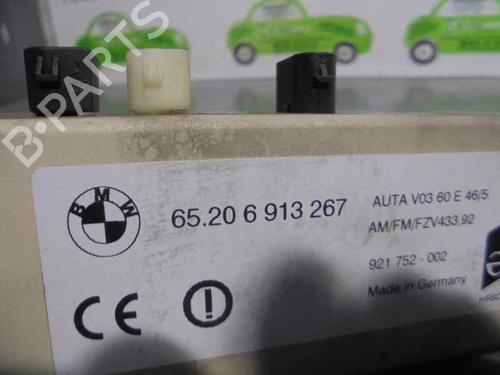 B-PARTS
BMW
65.20 6 913 267
AUTA V03 60 E 46/5
AM/FM/FZV433,92
921 752 - 002
Made in Germany
CE
HIRSC